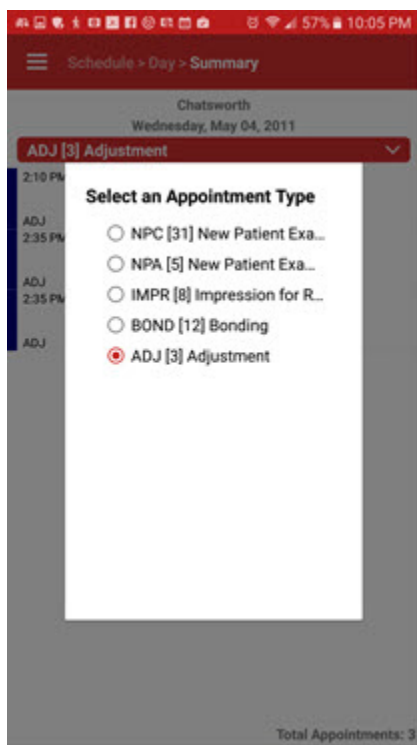 57% 10:05 PM
Schedule > Day > Summary
Chatsworth
Wednesday, May 04, 2011
ADJ [3] Adjustment
2:10 PM
Select an Appointment Type
ADJ
2:35 PM
NPC [31] New Patient Exa...
NPA [5] New Patient Exa...
ADJ
2:35 PM
IMPR [8] Impression for R...
BOND [12] Bonding
ADJ
ADJ [3] Adjustment
Total Appointments: 3